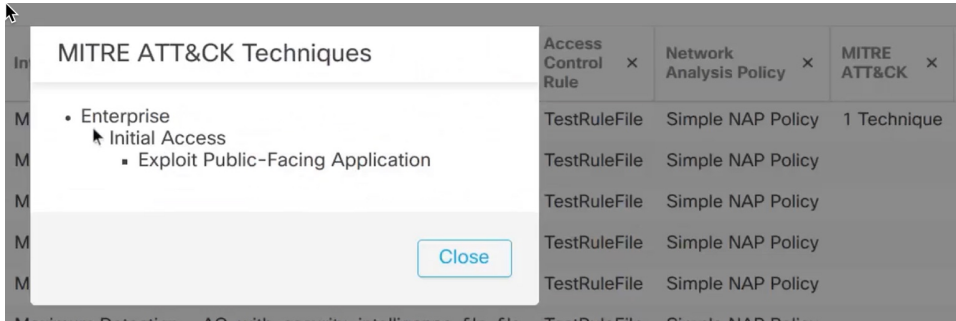 MITRE ATT&CK Techniques
• Enterprise
Initial Access
▪ Exploit Public-Facing Application
Close
In
Access Control Rule ×
Network Analysis Policy ×
MITRE ATT&CK ×
M TestRuleFile Simple NAP Policy 1 Technique
M TestRuleFile Simple NAP Policy
M TestRuleFile Simple NAP Policy
M TestRuleFile Simple NAP Policy
M TestRuleFile Simple NAP Policy